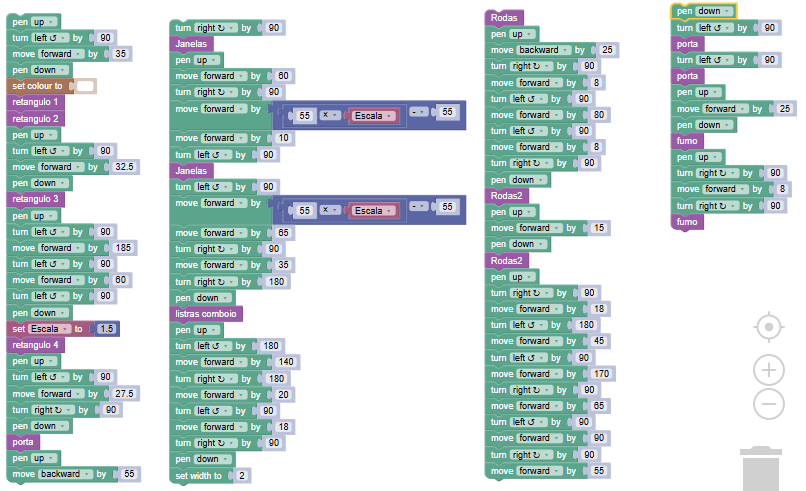 pen up
turn left ↺ by 90
move forward by 35
pen down
set colour to
retangulo 1
retangulo 2
pen up
turn left ↺ by 90
move forward by 32.5
pen down
retangulo 3
pen up
turn left ↺ by 90
move forward by 185
turn left ↺ by 90
move forward by 60
turn left ↺ by 90
pen down
set Escala to 1.5
retangulo 4
pen up
turn left ↺ by 90
move forward by 27.5
turn right ↻ by 90
pen down
porta
pen up
move backward by 55
turn right ↻ by 90
Janelas
pen up
move forward by 60
turn right ↻ by 90
move forward by 55 × Escala - 55
move forward by 10
turn left ↺ by 90
Janelas
turn left ↺ by 90
move forward by 55 × Escala - 55
move forward by 65
turn right ↻ by 90
move forward by 35
turn right ↻ by 180
pen down
listras comboio
pen up
turn left ↺ by 180
move forward by 140
turn right ↻ by 180
move forward by 20
turn left ↺ by 90
move forward by 18
turn right ↻ by 90
pen down
set width to 2
Rodas
pen up
move backward by 25
turn right ↻ by 90
move forward by 8
turn left ↺ by 90
move forward by 80
turn left ↺ by 90
move forward by 8
turn right ↻ by 90
pen down
Rodas2
pen up
move forward by 15
pen down
Rodas2
pen up
turn right ↻ by 90
move forward by 18
turn left ↺ by 180
move forward by 45
turn left ↺ by 90
move forward by 170
turn right ↻ by 90
move forward by 65
turn left ↺ by 90
move forward by 90
turn right ↻ by 90
move forward by 55
pen down
turn left ↺ by 90
porta
turn left ↺ by 90
porta
pen up
move forward by 25
pen down
fumo
pen up
turn right ↻ by 90
move forward by 8
turn right ↻ by 90
fumo